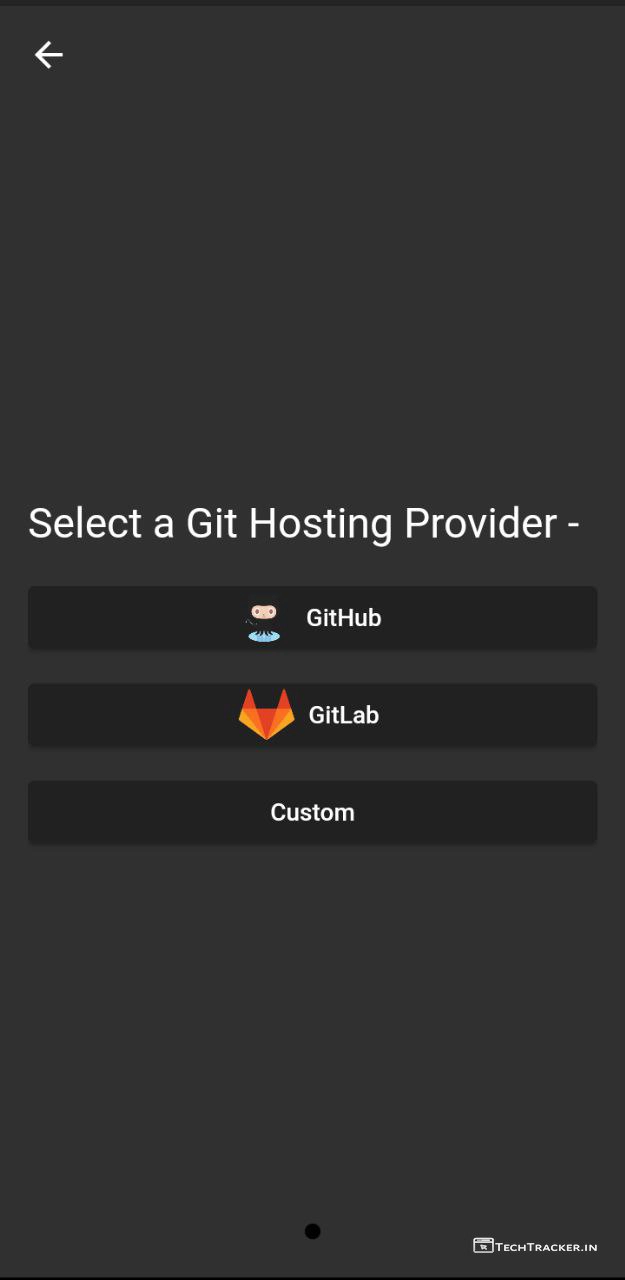 Select a Git Hosting Provider -
GitHub
GitLab
Custom
TechTracker.in